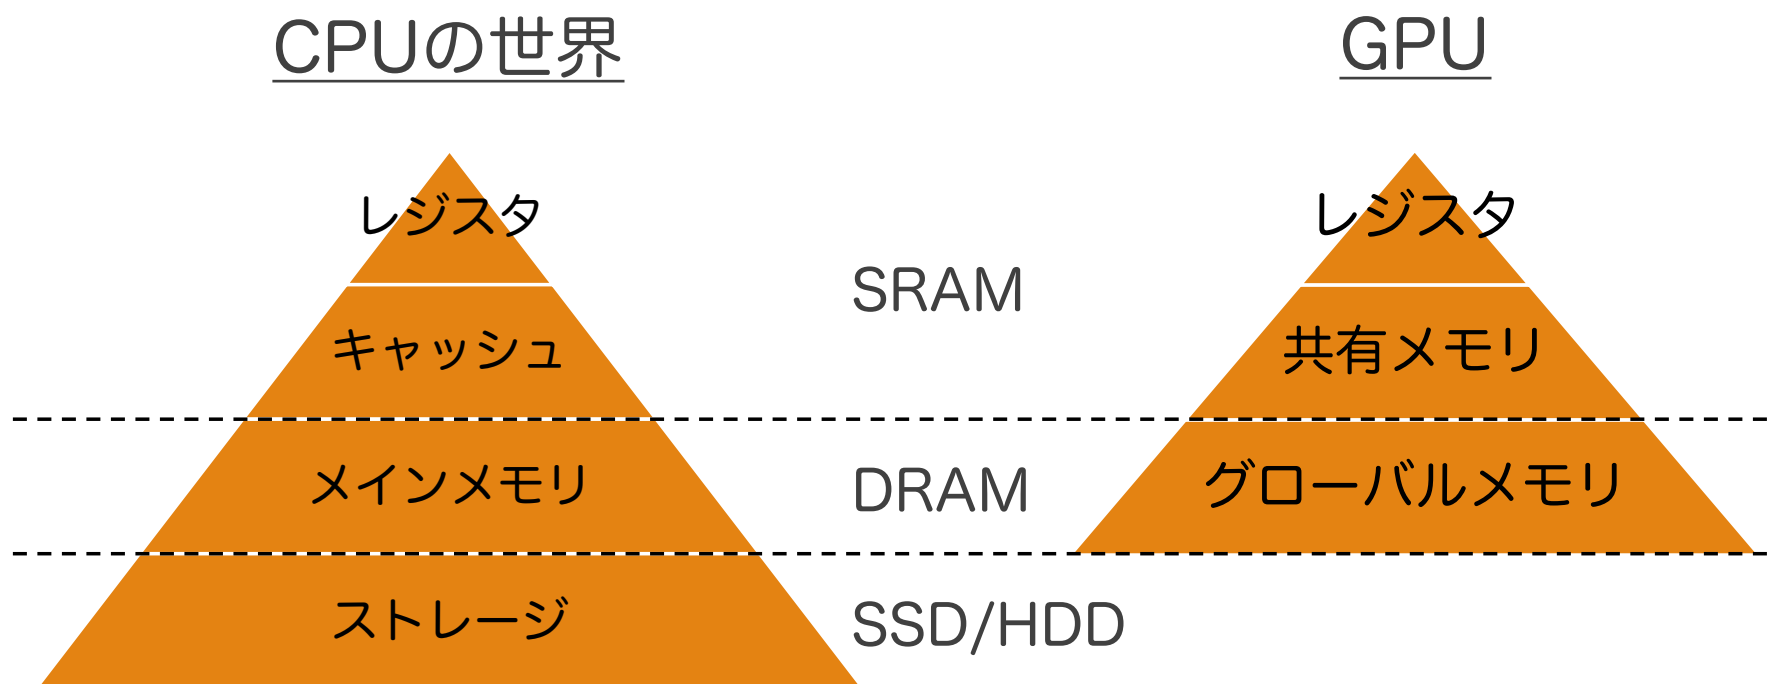 CPUの世界
GPU
レジスタ
レジスタ
SRAM
キャッシュ
共有メモリ
メインメモリ
DRAM
グローバルメモリ
ストレージ
SSD/HDD